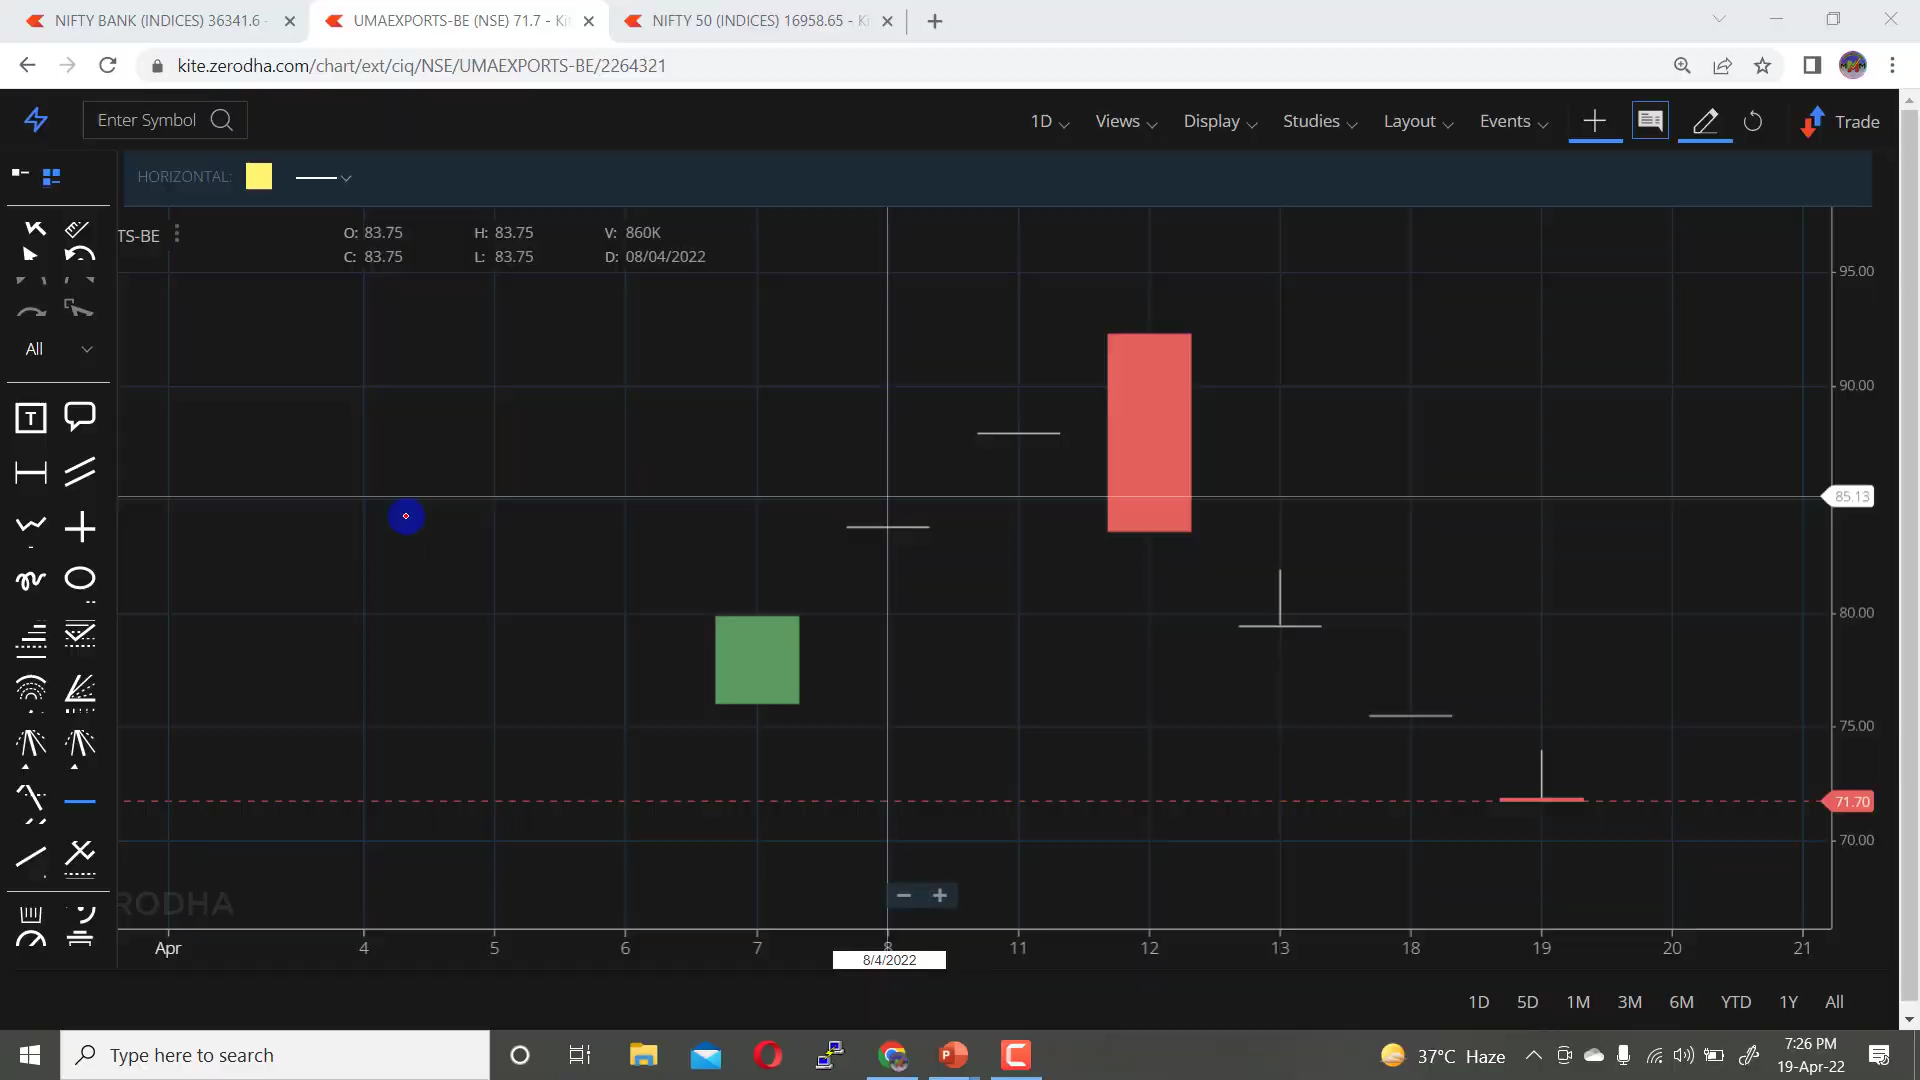 NIFTY BANK (INDICES) 36341.6 -
UMAEXPORTS-BE (NSE) 71.7 - Kit
NIFTY 50 (INDICES) 16958.65 - K
kite.zerodha.com/chart/ext/ciq/NSE/UMAEXPORTS-BE/2264321
Enter Symbol
1D Views Display Studies Layout Events Trade
HORIZONTAL:
TS-BE
O: 83.75 H: 83.75 V: 860K
C: 83.75 L: 83.75 D: 08/04/2022
All
T
95.00
90.00
85.13
80.00
75.00
71.70
70.00
RODHA
Apr 4 5 6 7 8 11 12 13 18 19 20 21
8/4/2022
1D 5D 1M 3M 6M YTD 1Y All
Type here to search
37°C Haze
7:26 PM
19-Apr-22